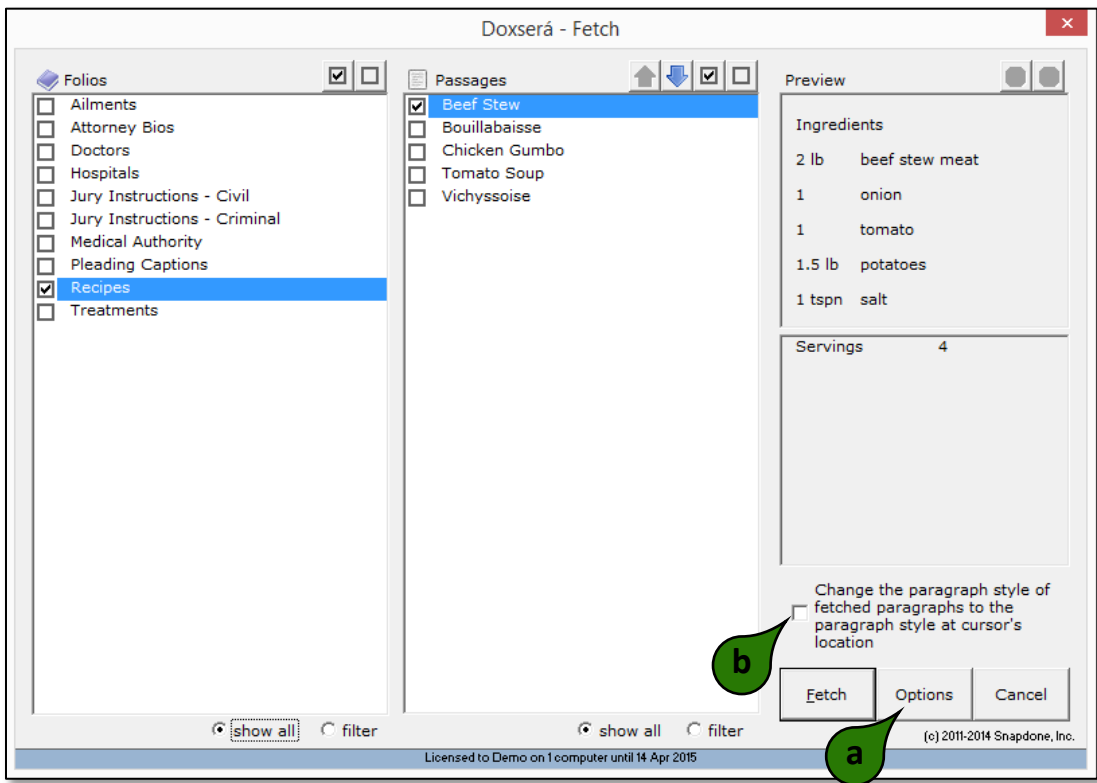 Doxserá - Fetch
Folios
Ailments
Attorney Bios
Doctors
Hospitals
Jury Instructions - Civil
Jury Instructions - Criminal
Medical Authority
Pleading Captions
Recipes
Treatments
show all filter
Passages
Beef Stew
Bouillabaisse
Chicken Gumbo
Tomato Soup
Vichyssoise
show all filter
Preview
Ingredients
2 lb beef stew meat
1 onion
1 tomato
1.5 lb potatoes
1 tspn salt
Servings 4
Change the paragraph style of
fetched paragraphs to the
paragraph style at cursor's
location
b
Fetch Options Cancel
a
(c) 2011-2014 Snapdone, Inc.
Licensed to Demo on 1 computer until 14 Apr 2015